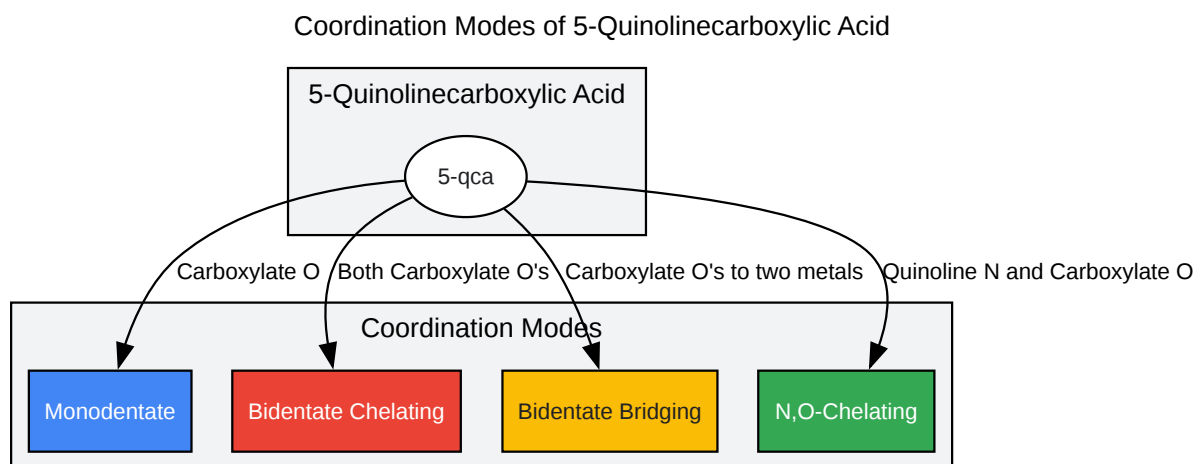 Coordination Modes of 5-Quinolinecarboxylic Acid
5-Quinolinecarboxylic Acid
5-qca
Carboxylate O
Both Carboxylate O's
Carboxylate O's to two metals
Quinoline N and Carboxylate O
Coordination Modes
Monodentate
Bidentate Chelating
Bidentate Bridging
N,O-Chelating